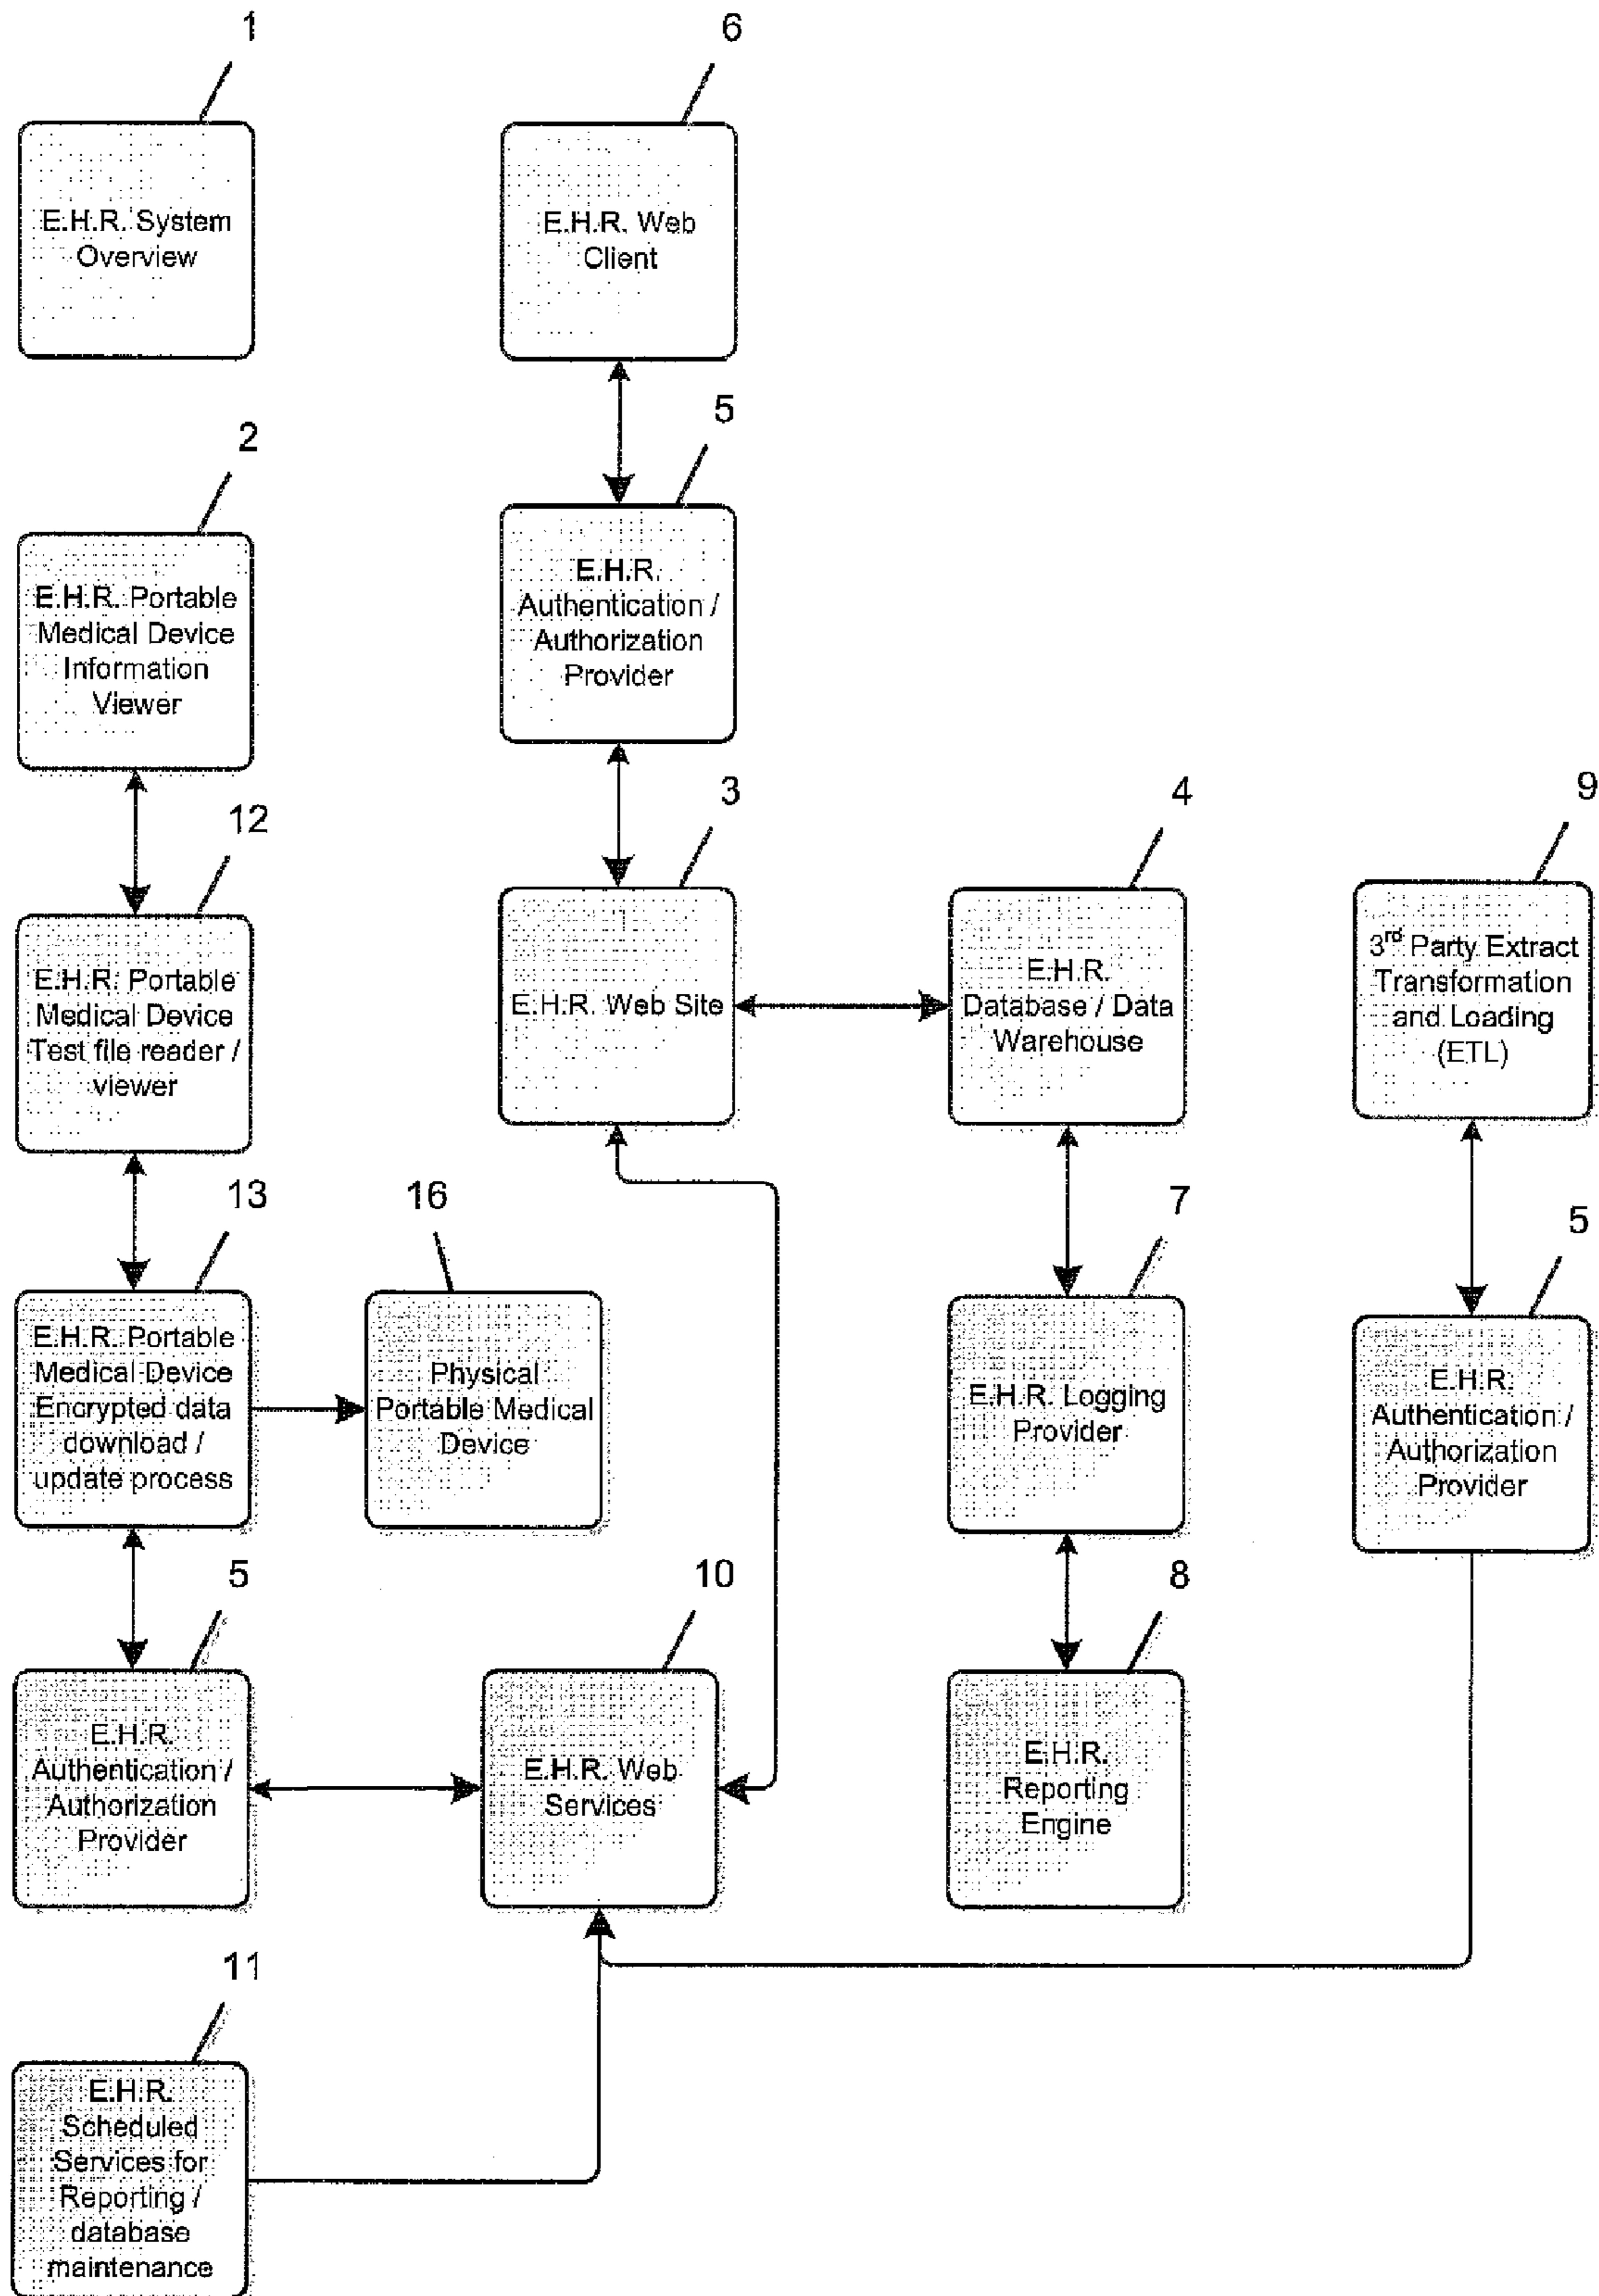 1
6
E.H.R. System
Overview
E.H.R. Web
Client
2
5
E.H.R. Portable
Medical Device
Information
Viewer
E.H.R.
Authentication /
Authorization
Provider
12
3
4
9
E.H.R. Portable
Medical Device
Test file reader /
viewer
E.H.R. Web Site
E.H.R.
Database / Data
Warehouse
3rd Party Extract
Transformation
and Loading
(ETL)
13
16
7
5
E.H.R. Portable
Medical Device
Encrypted data
download /
update process
Physical
Portable Medical
Device
E.H.R. Logging
Provider
E.H.R.
Authentication /
Authorization
Provider
5
10
8
E.H.R.
Authentication /
Authorization
Provider
E.H.R. Web
Services
E.H.R.
Reporting
Engine
11
E.H.R.
Scheduled
Services for
Reporting /
database
maintenance